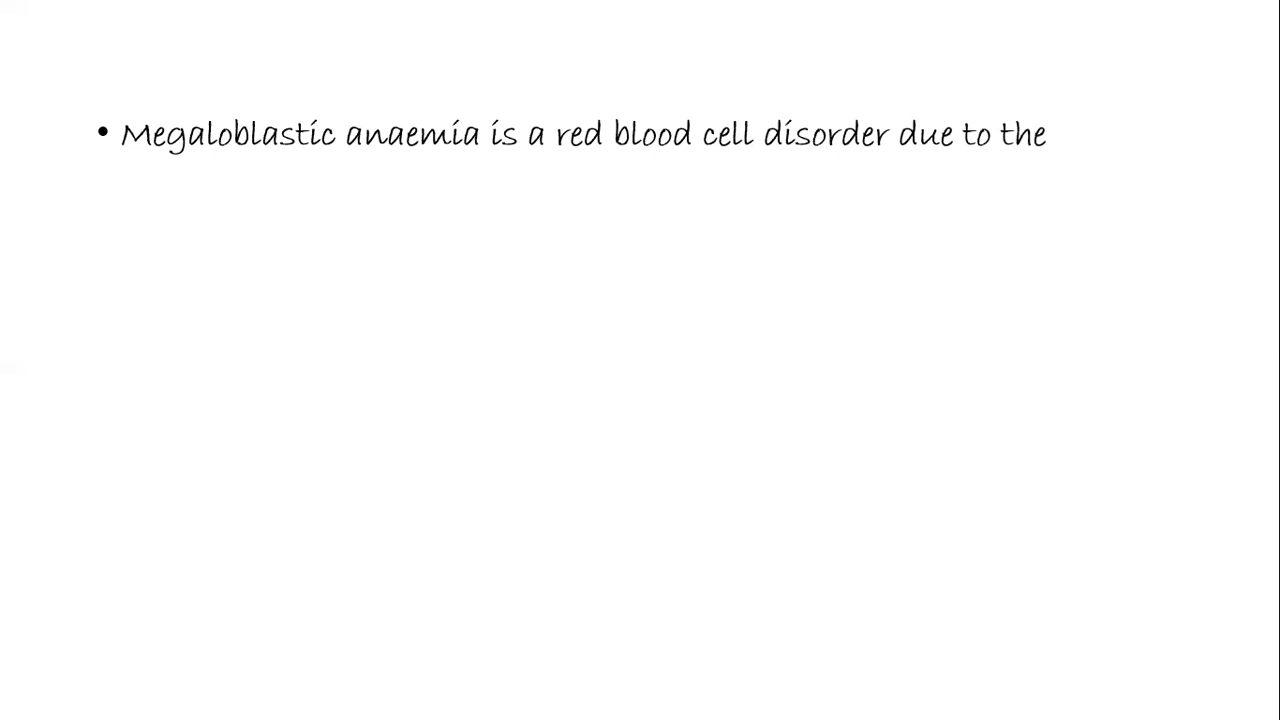 • Megaloblastic anaemia is a red blood cell disorder due to the